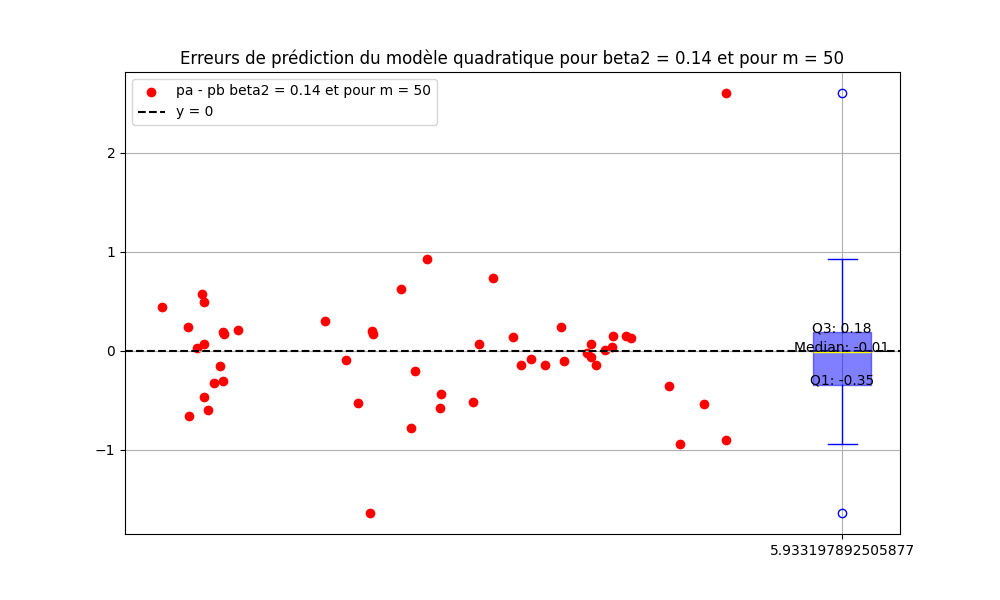 Erreurs de prédiction du modèle quadratique pour beta2 = 0.14 et pour m = 50
pa - pb beta2 = 0.14 et pour m = 50
y = 0
2
1
0
−1
Q3: 0.18
Median: -0.01
Q1: -0.35
5.933197892505877